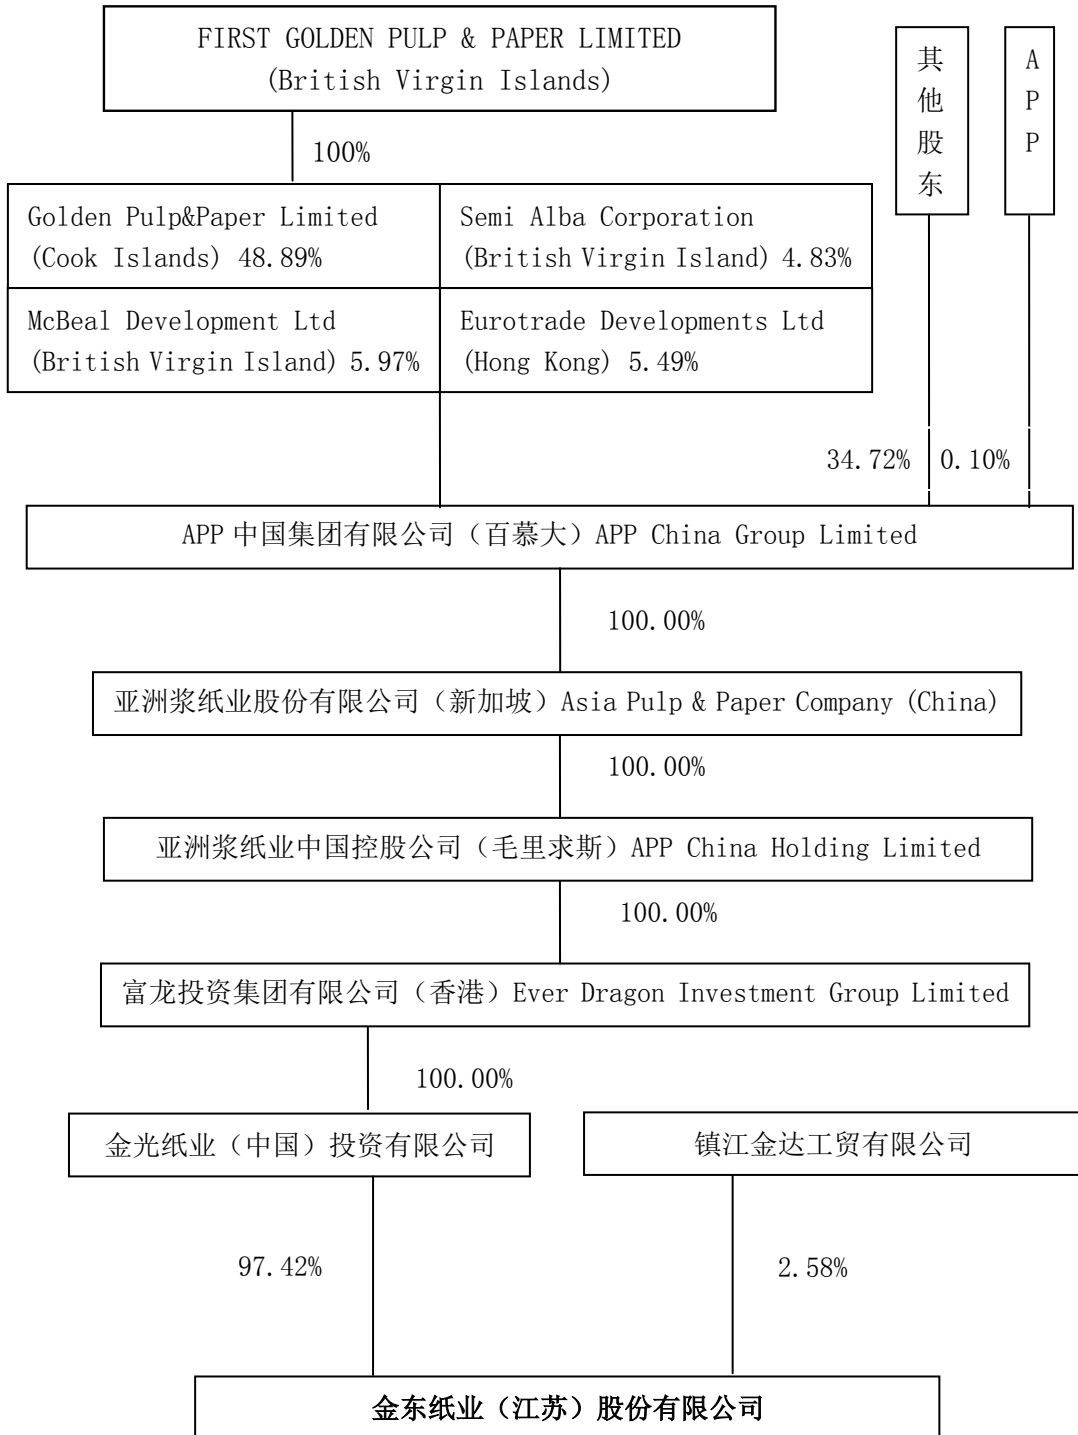 FIRST GOLDEN PULP & PAPER LIMITED
(British Virgin Islands)
其
他
股
东
A
P
P
100%
Golden Pulp&Paper Limited
(Cook Islands) 48.89%
Semi Alba Corporation
(British Virgin Island) 4.83%
McBeal Development Ltd
(British Virgin Island) 5.97%
Eurotrade Developments Ltd
(Hong Kong) 5.49%
34.72%
0.10%
APP 中国集团有限公司（百慕大）APP China Group Limited
100.00%
亚洲浆纸业股份有限公司（新加坡）Asia Pulp & Paper Company (China)
100.00%
亚洲浆纸业中国控股公司（毛里求斯）APP China Holding Limited
100.00%
富龙投资集团有限公司（香港）Ever Dragon Investment Group Limited
100.00%
金光纸业（中国）投资有限公司
镇江金达工贸有限公司
97.42%
2.58%
金东纸业（江苏）股份有限公司